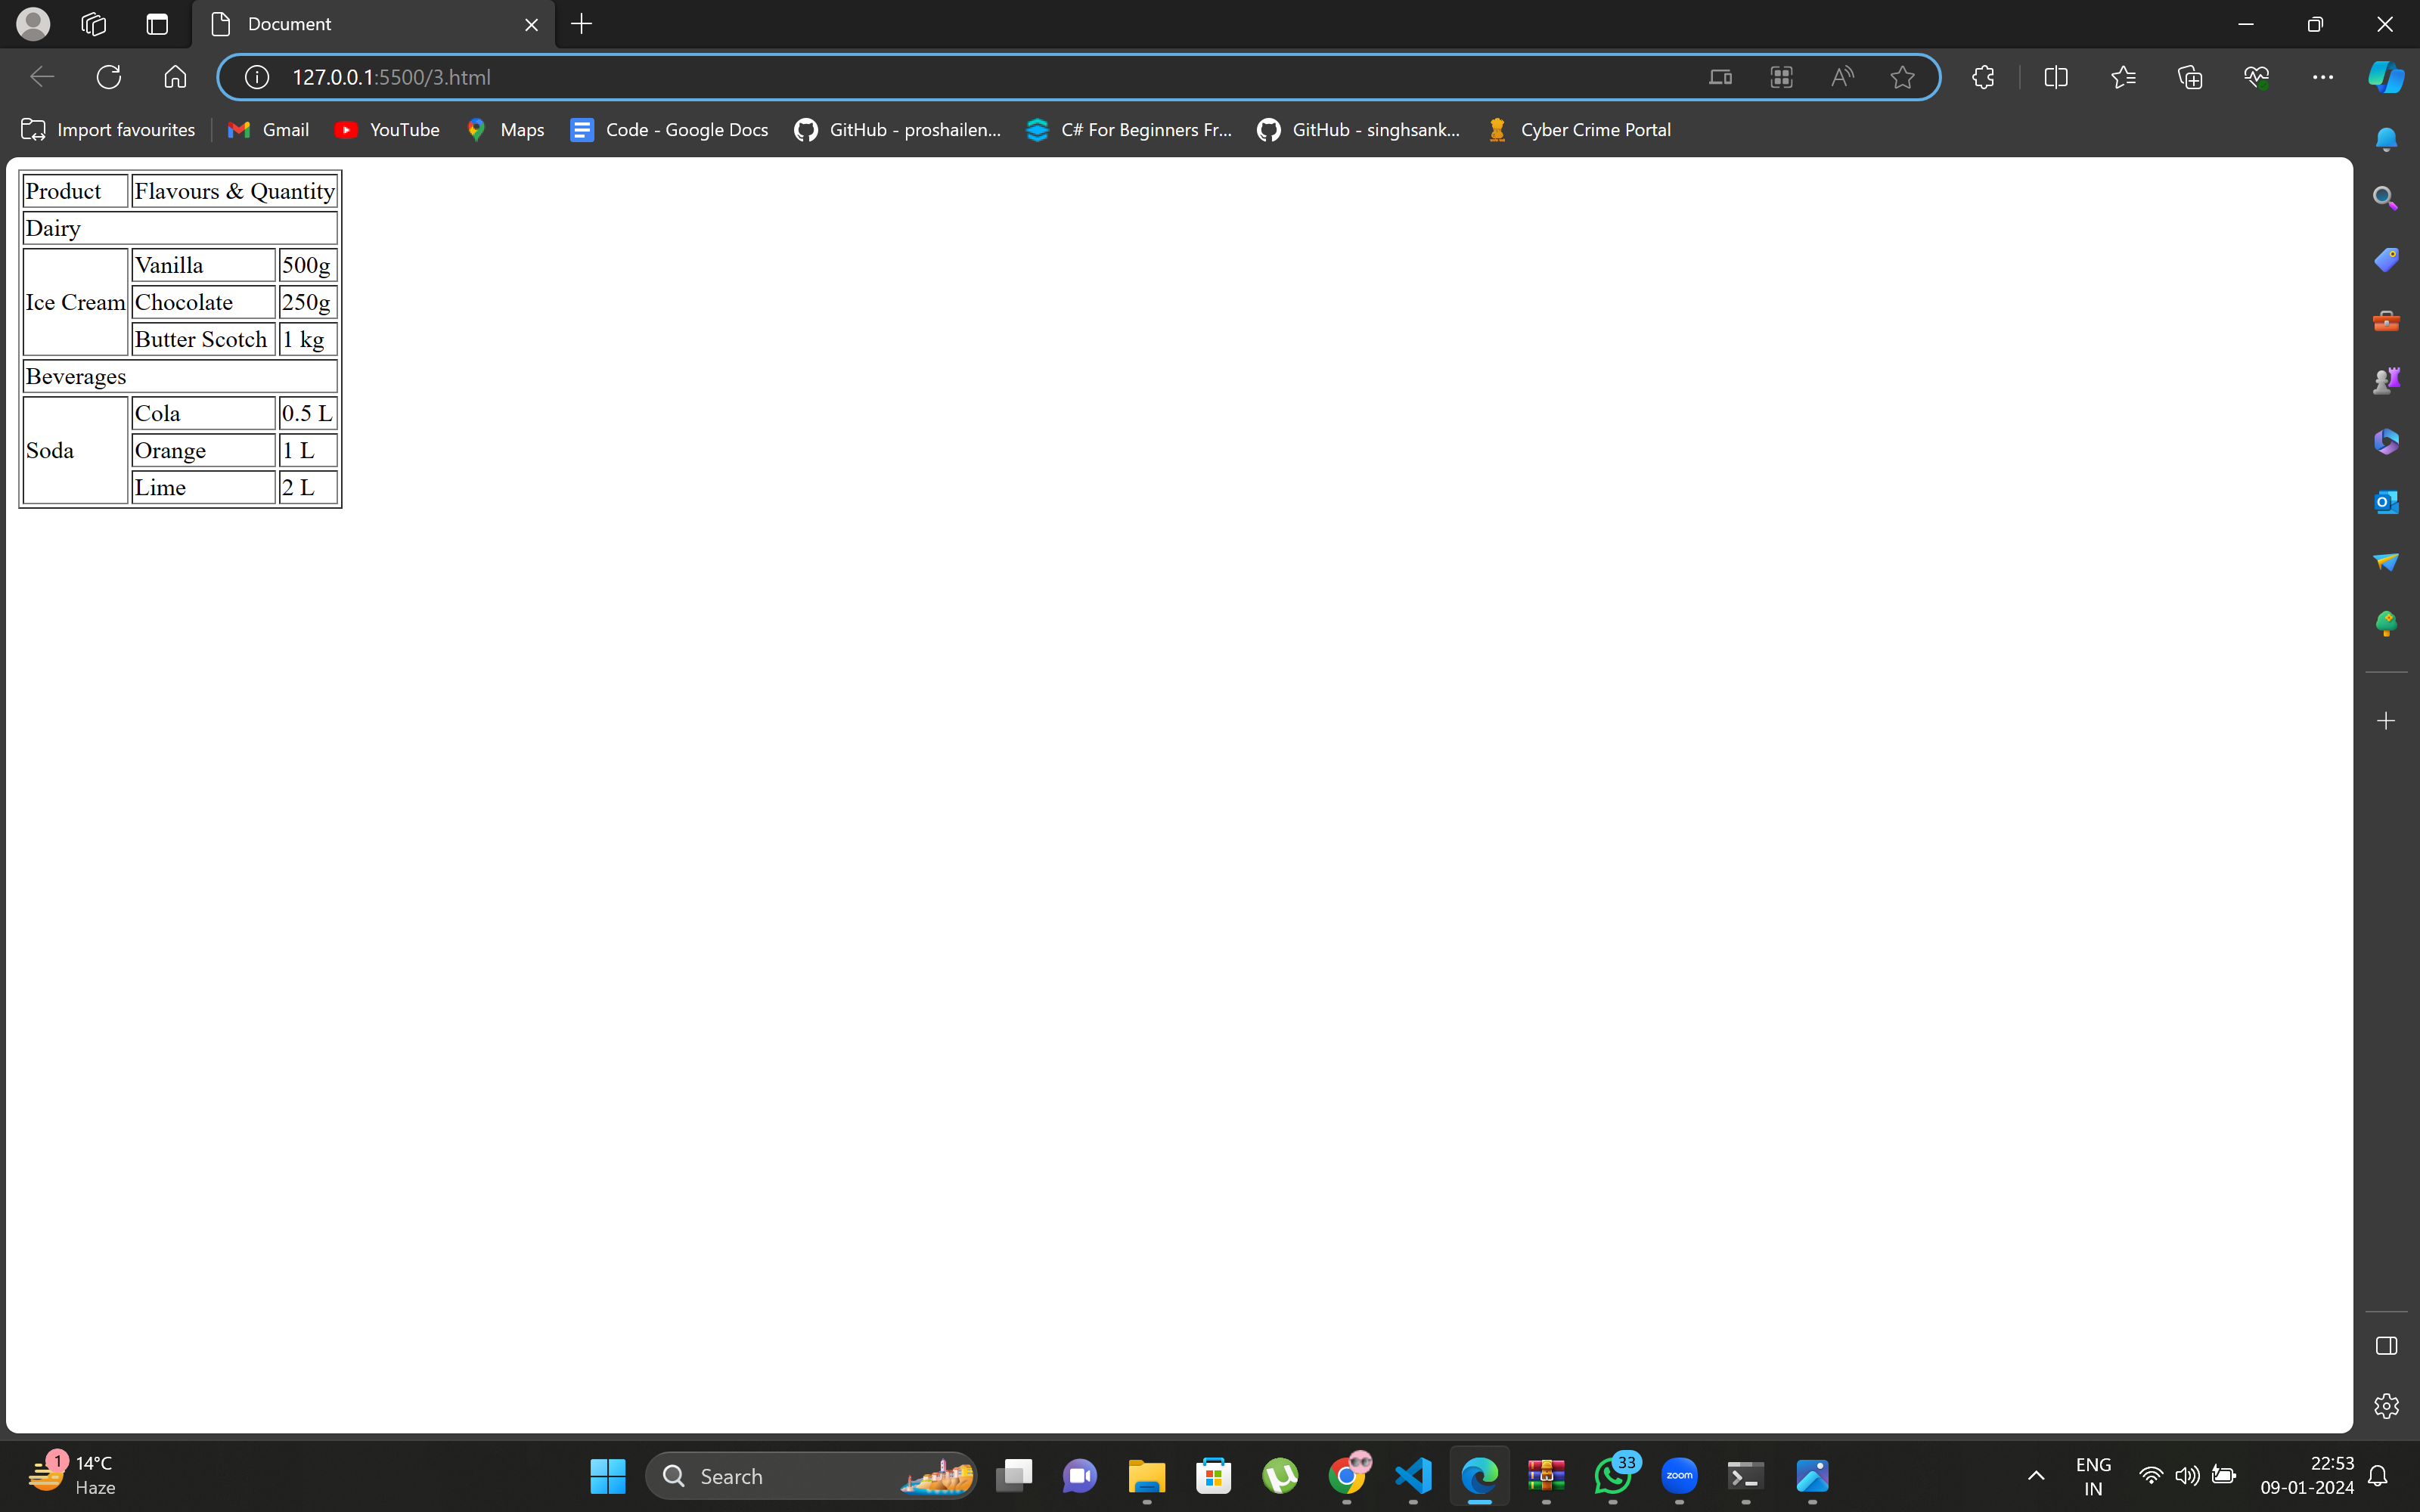 Document
127.0.0.1:5500/3.html
Import favourites Gmail YouTube Maps Code - Google Docs GitHub - proshailen... C# For Beginners Fr... GitHub - singhsank... Cyber Crime Portal
Product Flavours & Quantity
Dairy
Vanilla 500g
Ice Cream Chocolate 250g
Butter Scotch 1 kg
Beverages
Cola 0.5 L
Soda Orange 1 L
Lime 2 L
1 14°C
Haze
Search
33
zoom
ENG
IN
22:53
09-01-2024